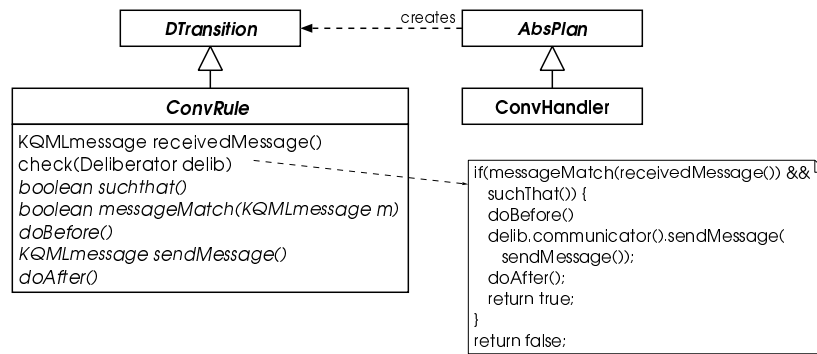 creates
DTransition
AbsPlan
ConvRule
ConvHandler
KQMLmessage receivedMessage()
check(Deliberator delib)
boolean suchthat()
boolean messageMatch(KQMLmessage m)
doBefore()
KQMLmessage sendMessage()
doAfter()
if(messageMatch(receivedMessage()) &&
suchThat()) {
doBefore()
delib.communicator().sendMessage(
sendMessage());
doAfter();
return true;
}
return false;